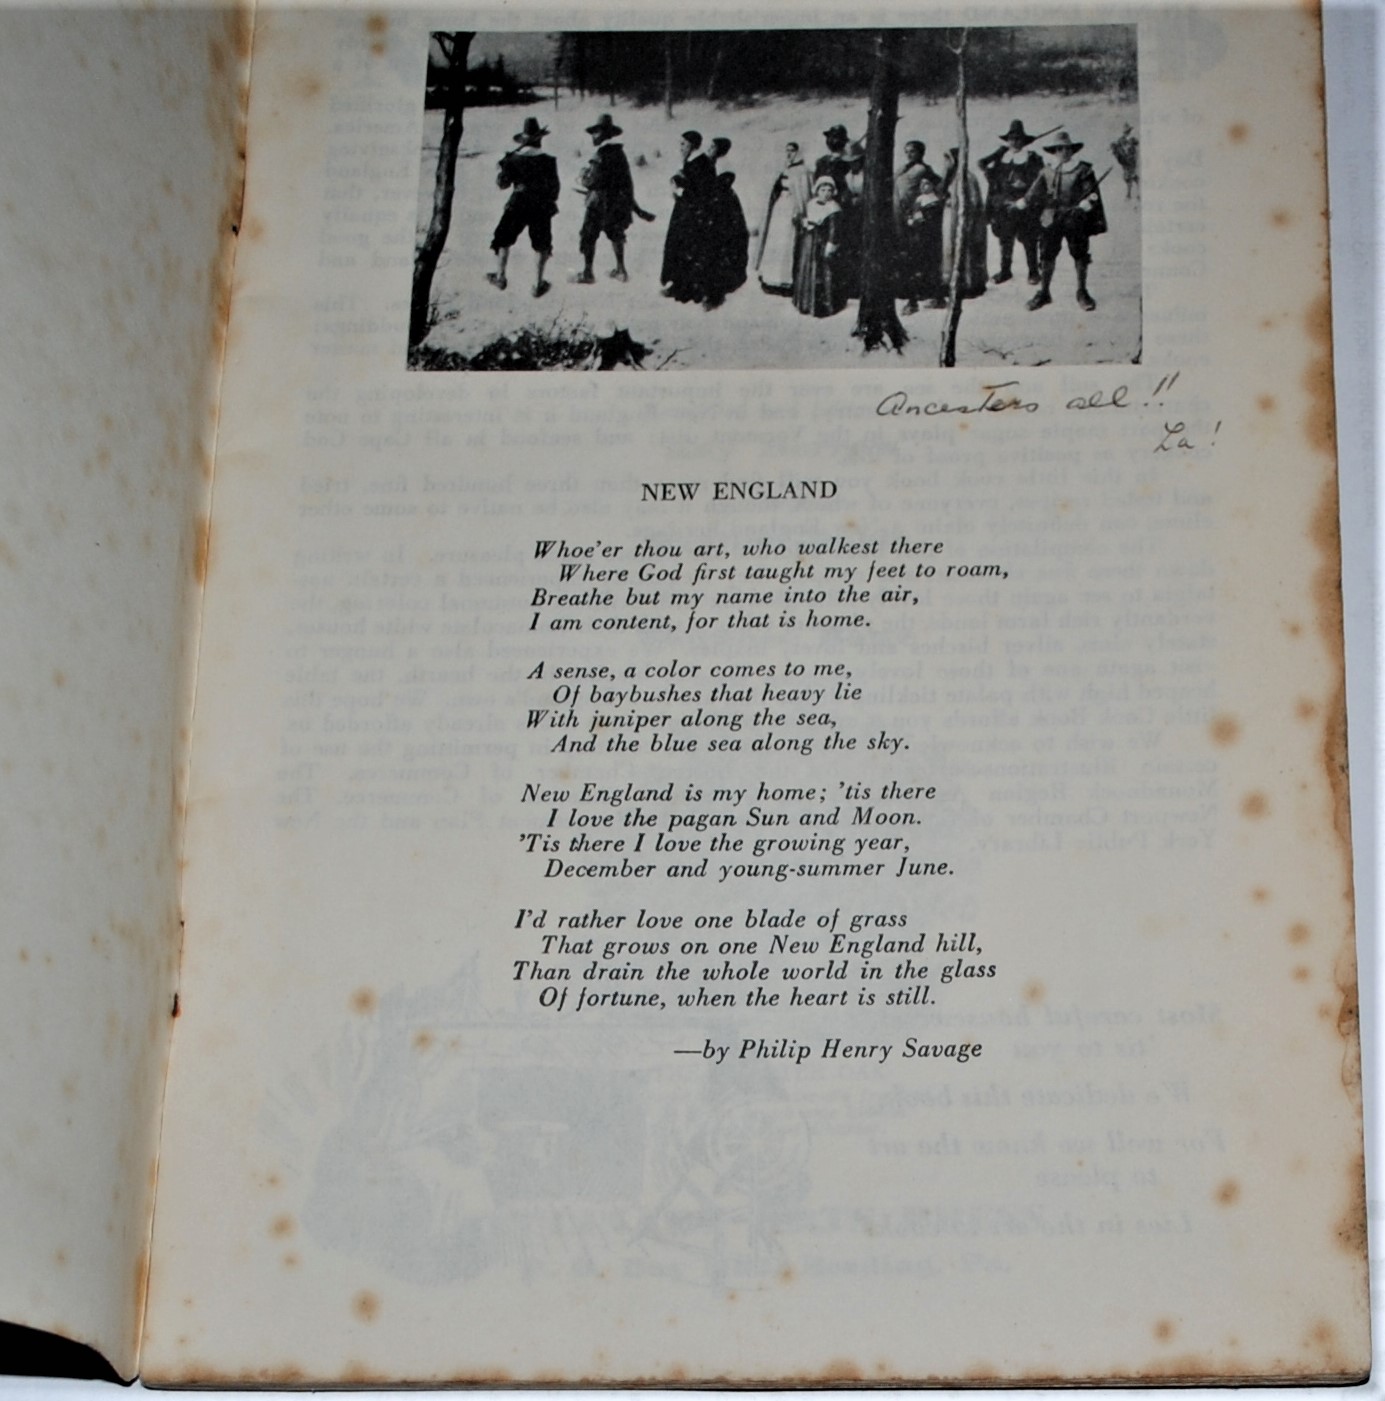 Ancesters all!!
La!
NEW ENGLAND
Whoe'er thou art, who walkest there
Where God first taught my feet to roam,
Breathe but my name into the air,
I am content, for that is home.
A sense, a color comes to me,
Of baybushes that heavy lie
With juniper along the sea,
And the blue sea along the sky.
New England is my home; 'tis there
I love the pagan Sun and Moon.
'Tis there I love the growing year,
December and young-summer June.
I'd rather love one blade of grass
That grows on one New England hill,
Than drain the whole world in the glass
Of fortune, when the heart is still.
—by Philip Henry Savage